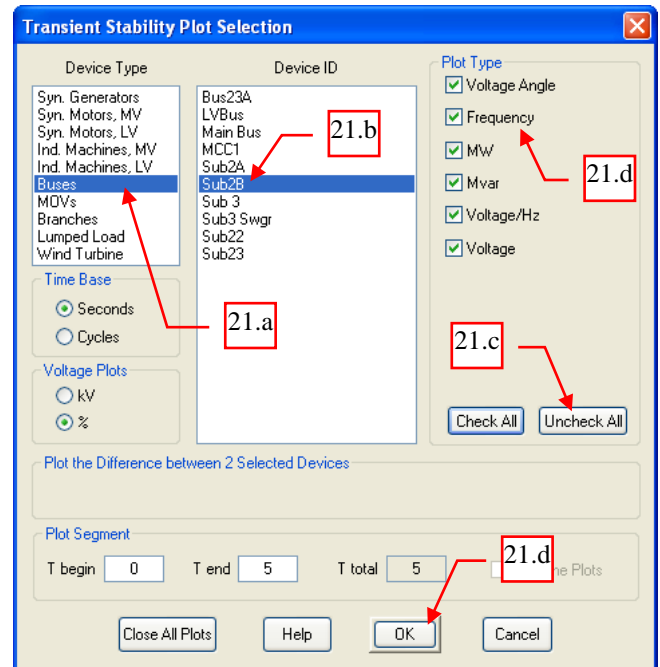 Transient Stability Plot Selection
Device Type
Syn. Generators
Syn. Motors, MV
Syn. Motors, LV
Ind. Machines, MV
Ind. Machines, LV
Buses
MOVs
Branches
Lumped Load
Wind Turbine
Device ID
Bus23A
LVBus
Main Bus
MCC1
Sub2A
Sub2B
Sub 3
Sub3 Swgr
Sub22
Sub23
21.b
21.a
Plot Type
Voltage Angle
Frequency
MW
Mvar
Voltage/Hz
Voltage
21.d
21.c
Check All Uncheck All
Time Base
Seconds
Cycles
Voltage Plots
kV
%
Plot the Difference between 2 Selected Devices
Plot Segment
T begin 0 T end 5 T total 5
21.d
Plots
Close All Plots Help OK Cancel